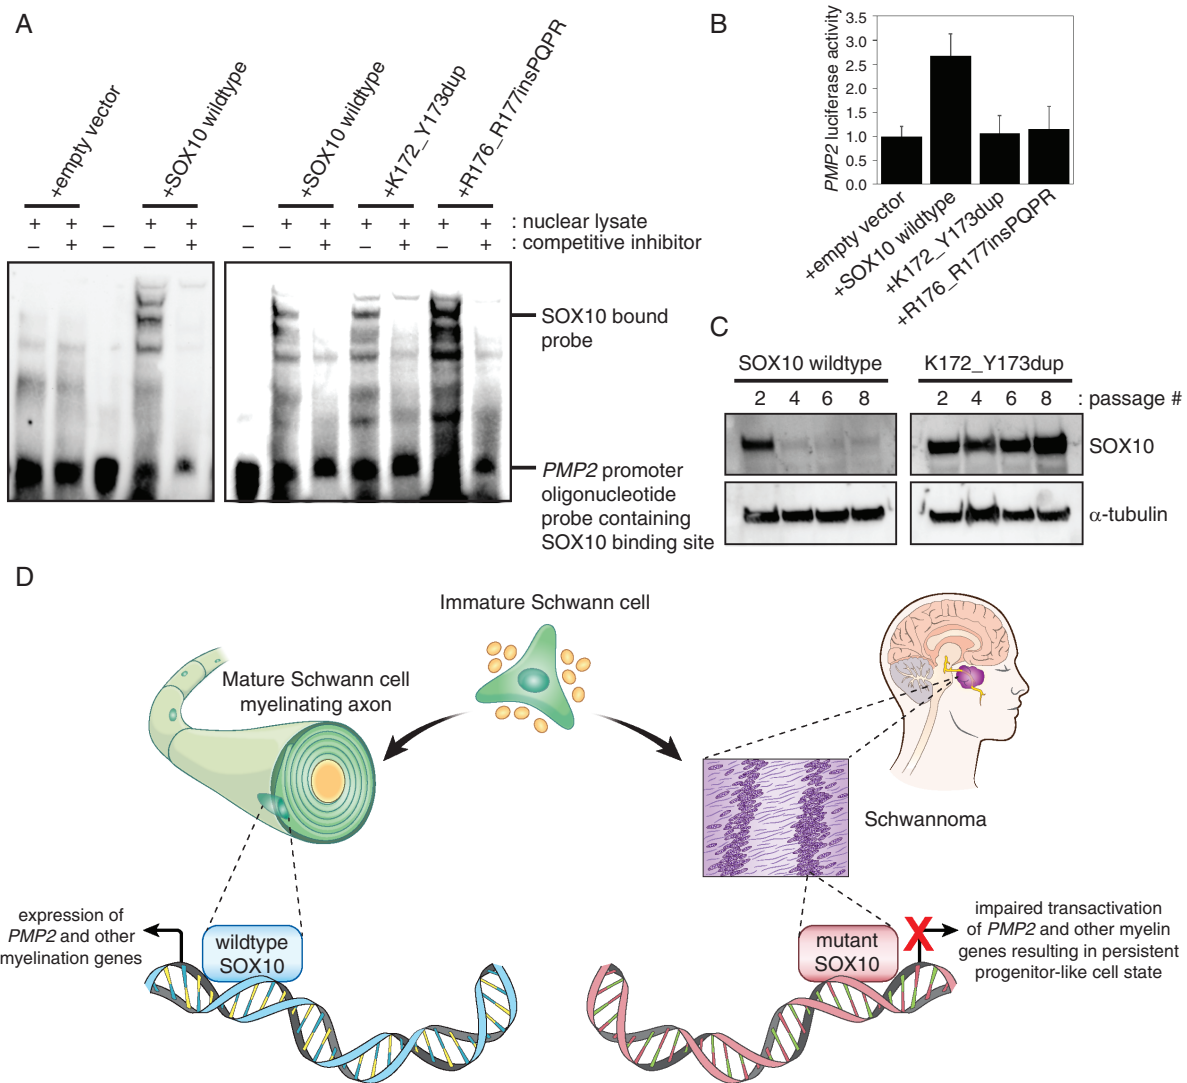 A
+empty vector
+SOX10 wildtype
+SOX10 wildtype
+K172_Y173dup
+R176_R177insPQPR
+ + – + + – + + + + + + : nuclear lysate
– + – + – + – + – + : competitive inhibitor
SOX10 bound
probe
PMP2 promoter
oligonucleotide
probe containing
SOX10 binding site
B
PMP2 luciferase activity
3.5
3.0
2.5
2.0
1.5
1.0
0.5
0.0
+empty vector
+SOX10 wildtype
+K172_Y173dup
+R176_R177insPQPR
C
SOX10 wildtype K172_Y173dup
2 4 6 8 2 4 6 8 : passage #
SOX10
α-tubulin
D
Immature Schwann cell
Mature Schwann cell
myelinating axon
Schwannoma
expression of
PMP2 and other
myelination genes
wildtype
SOX10
mutant
SOX10
X
impaired transactivation
of PMP2 and other myelin
genes resulting in persistent
progenitor-like cell state